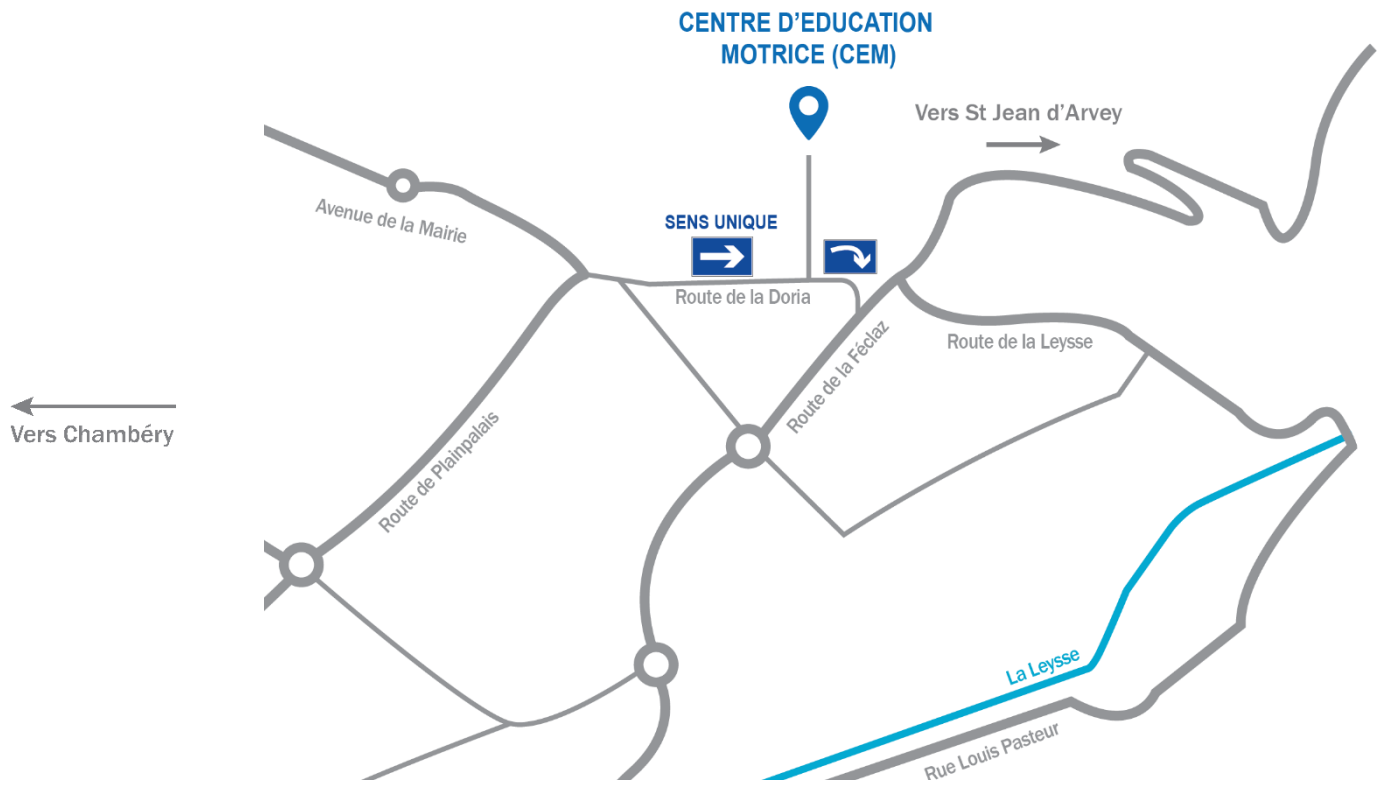 CENTRE D'EDUCATION
MOTRICE (CEM)
Vers St Jean d'Arvey
Avenue de la Mairie
SENS UNIQUE
Route de la Doria
Route de la Féclaz
Route de la Leysse
Vers Chambéry
Route de Plainpalais
La Leysse
Rue Louis Pasteur